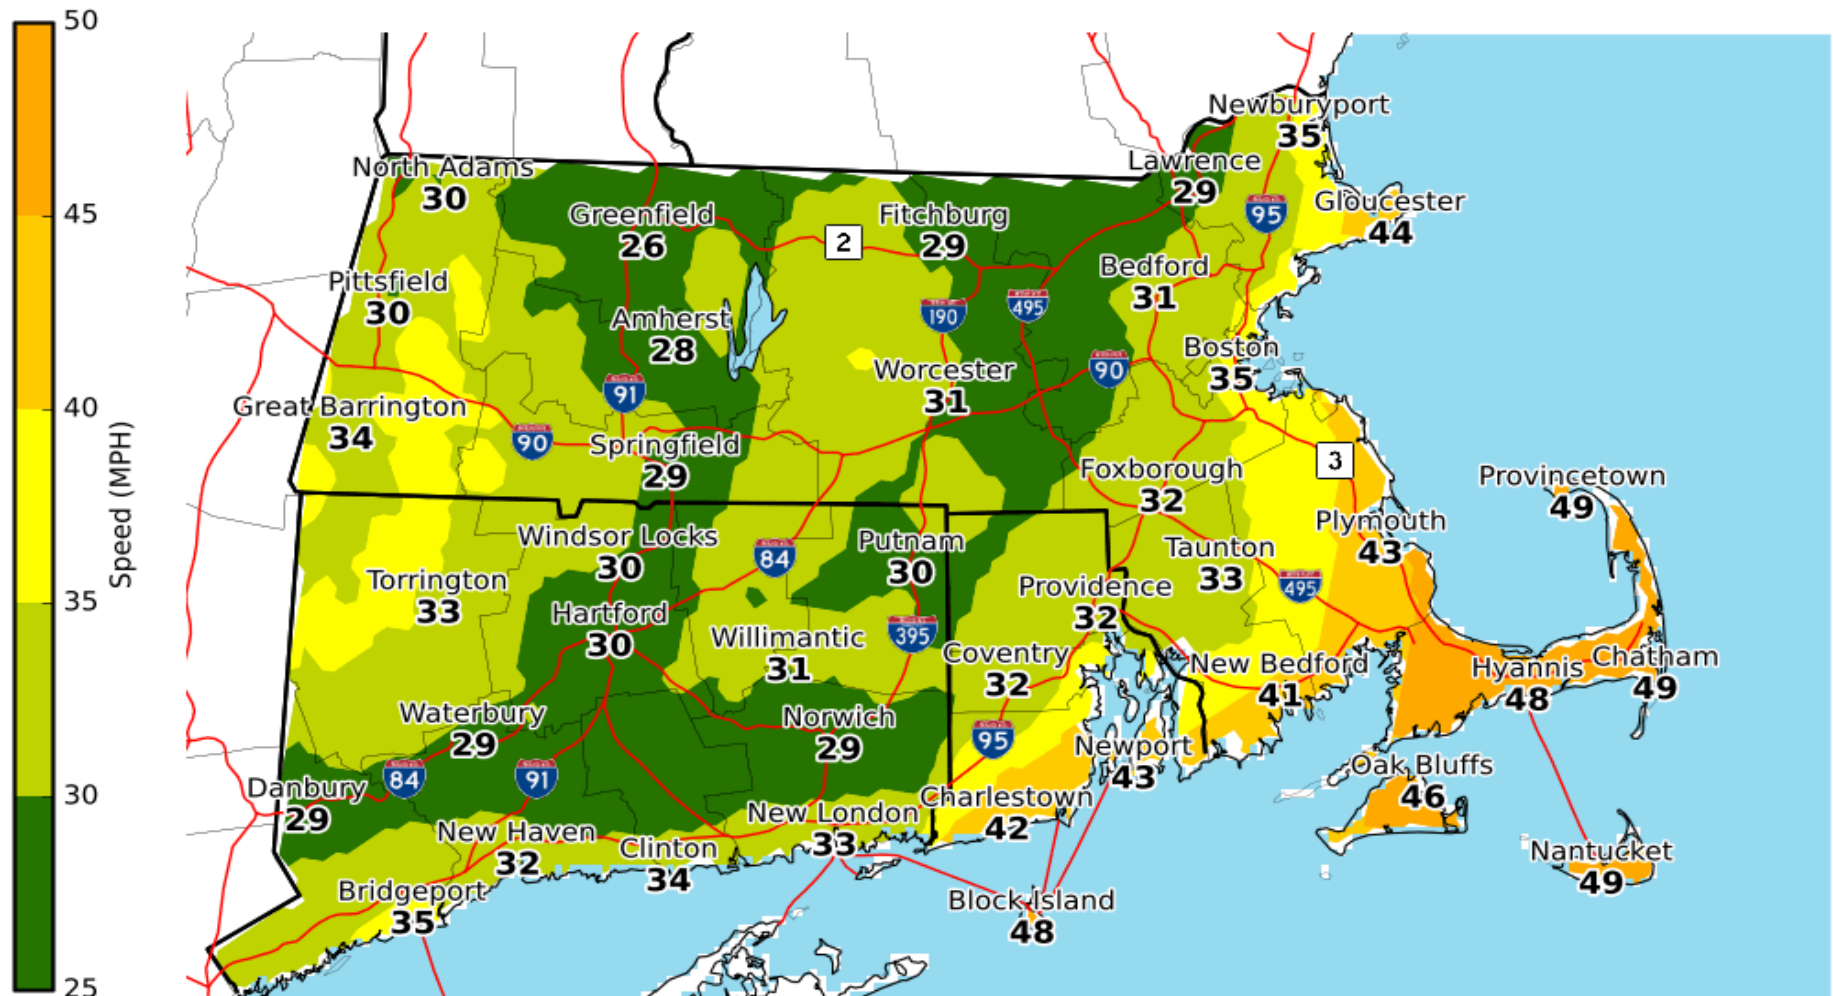 50
45
40
35
30
25
Speed (MPH)
Newburyport
35
North Adams
30
Lawrence
29
Greenfield
26
Fitchburg
29
Gloucester
44
2
95
Pittsfield
30
Bedford
31
190
495
Amherst
28
Boston
35
Worcester
31
90
91
Great Barrington
34
90
Springfield
29
Foxborough
32
3
Provincetown
49
Windsor Locks
30
84
Putnam
30
Plymouth
43
Taunton
33
495
Torrington
33
Providence
32
Hartford
30
395
Willimantic
31
Coventry
32
New Bedford
41
Hyannis
48
Chatham
49
Waterbury
29
Norwich
29
95
Newport
43
Danbury
29
84
91
Oak Bluffs
46
Charlestown
42
New London
33
New Haven
32
Clinton
34
Nantucket
49
Bridgeport
35
Block Island
48